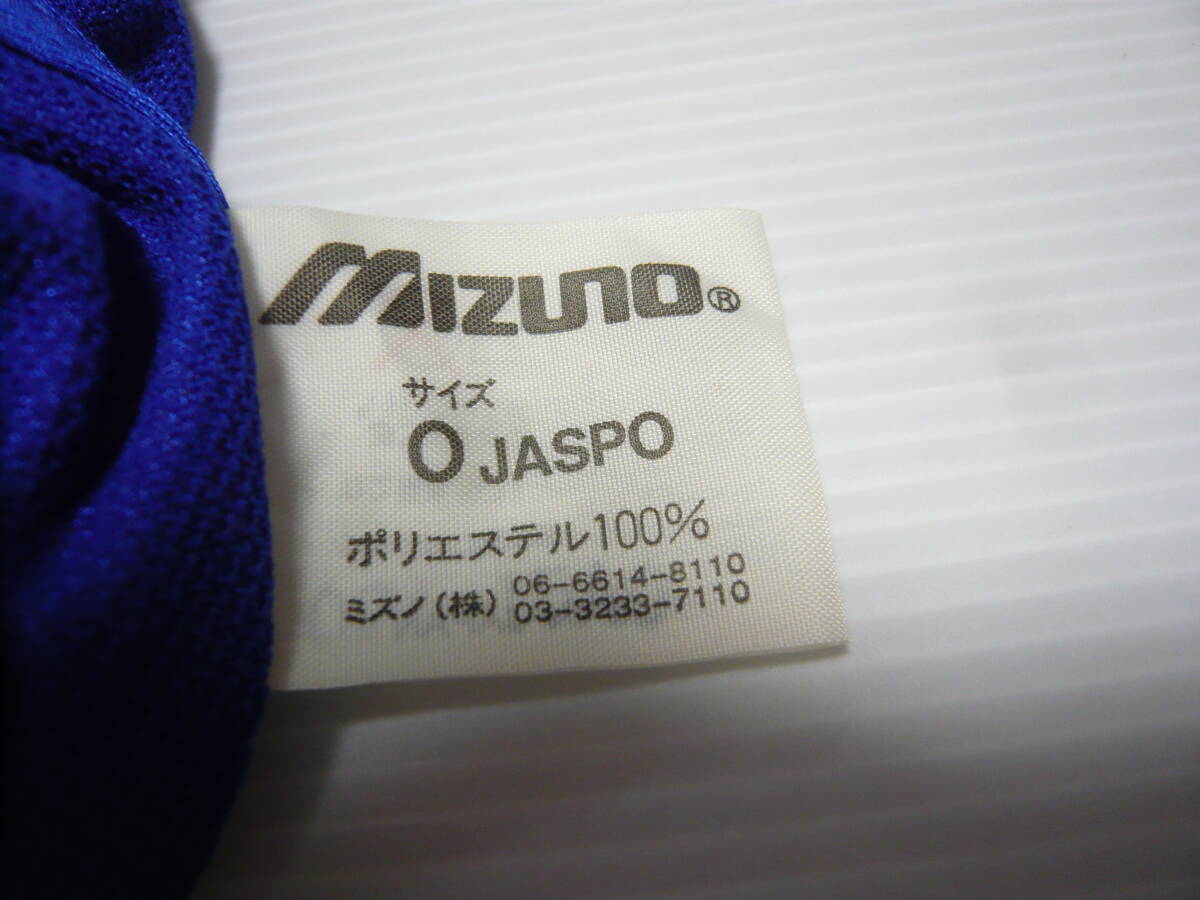 MIZUNO®
サイズ
O JASPO
ポリエステル100%
ミズノ(株) 06-6614-8110
03-3233-7110